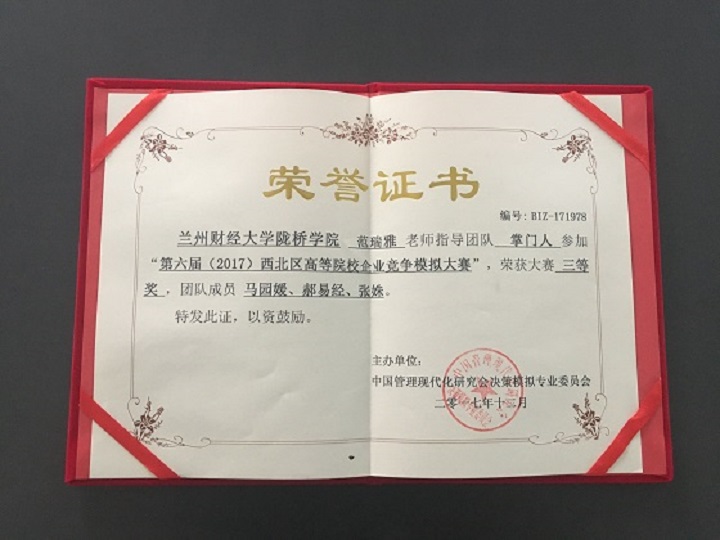 荣誉证书
编号：BIZ-171978
兰州财经大学陇桥学院 范瑞雅 老师指导团队 掌门人 参加
“第六届（2017）西北区高等院校企业竞争模拟大赛”，荣获大赛 三等
奖，团队成员 马园媛、郝易经、张姝。
特发此证，以资鼓励。
主办单位：
中国管理现代化研究会决策模拟专业委员会
二〇一七年十 月